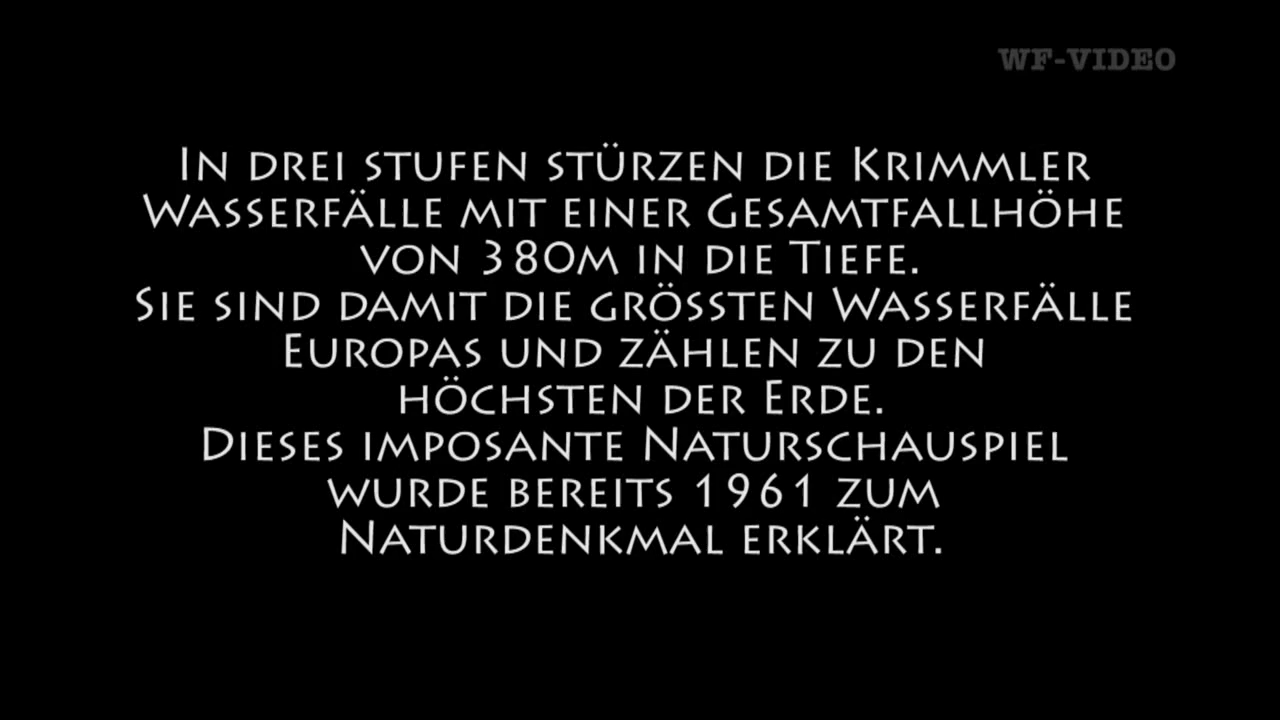 WF-VIDEO
In drei stufen stürzen die Krimmler
Wasserfälle mit einer Gesamtfallhöhe
von 380m in die Tiefe.
Sie sind damit die grössten Wasserfälle
Europas und zählen zu den
höchsten der Erde.
Dieses imposante Naturschauspiel
wurde bereits 1961 zum
Naturdenkmal erklärt.